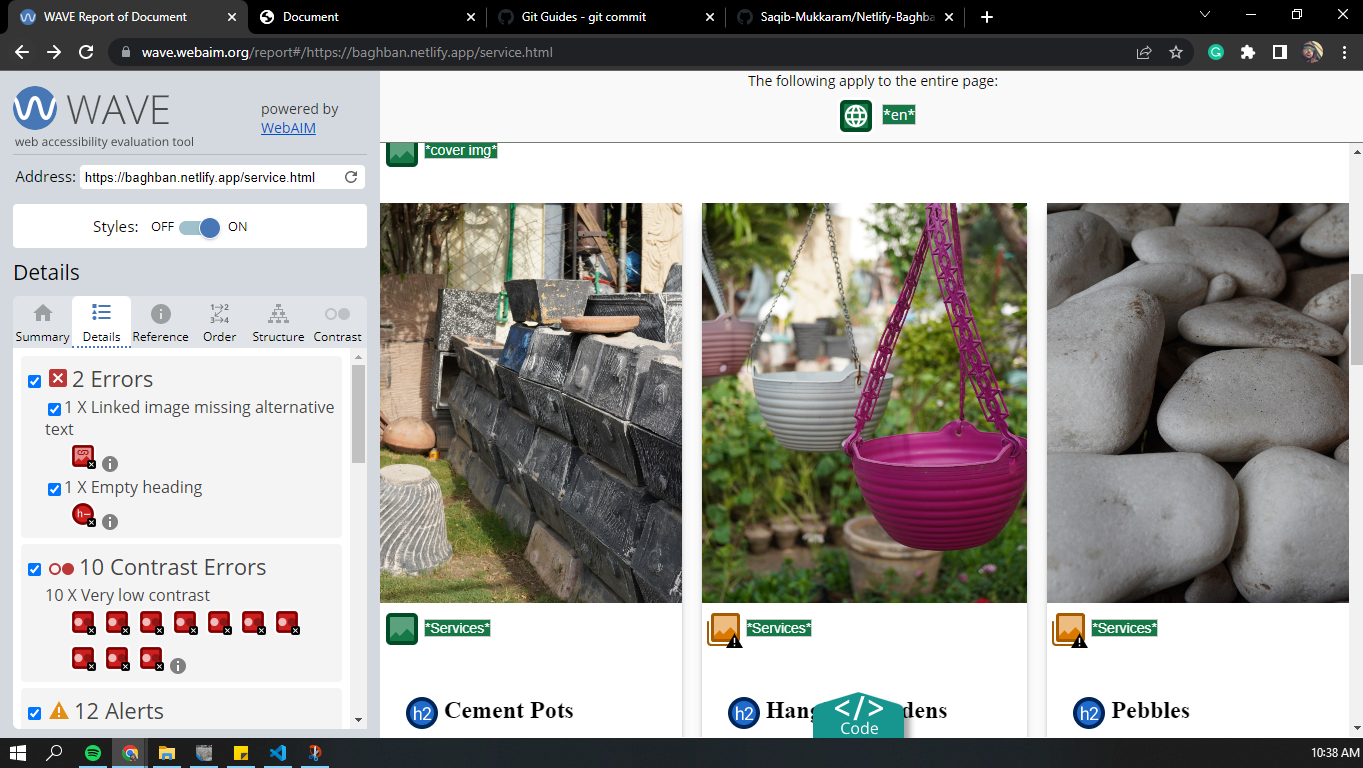 WAVE Report of Document
Document
Git Guides - git commit
Saqib-Mukkaram/Netlify-Baghba
wave.webaim.org/report#/https://baghban.netlify.app/service.html
WAVE
web accessibility evaluation tool
powered by
WebAIM
Address: https://baghban.netlify.app/service.html
Styles: OFF ON
Details
Summary Details Reference Order Structure Contrast
2 Errors
1 X Linked image missing alternative
text
1 X Empty heading
h-
10 Contrast Errors
10 X Very low contrast
12 Alerts
The following apply to the entire page:
*en*
*cover img*
*Services*
*Services*
*Services*
h2 Cement Pots
h2 Hang dens
h2 Pebbles
</> 
Code
10:38 AM